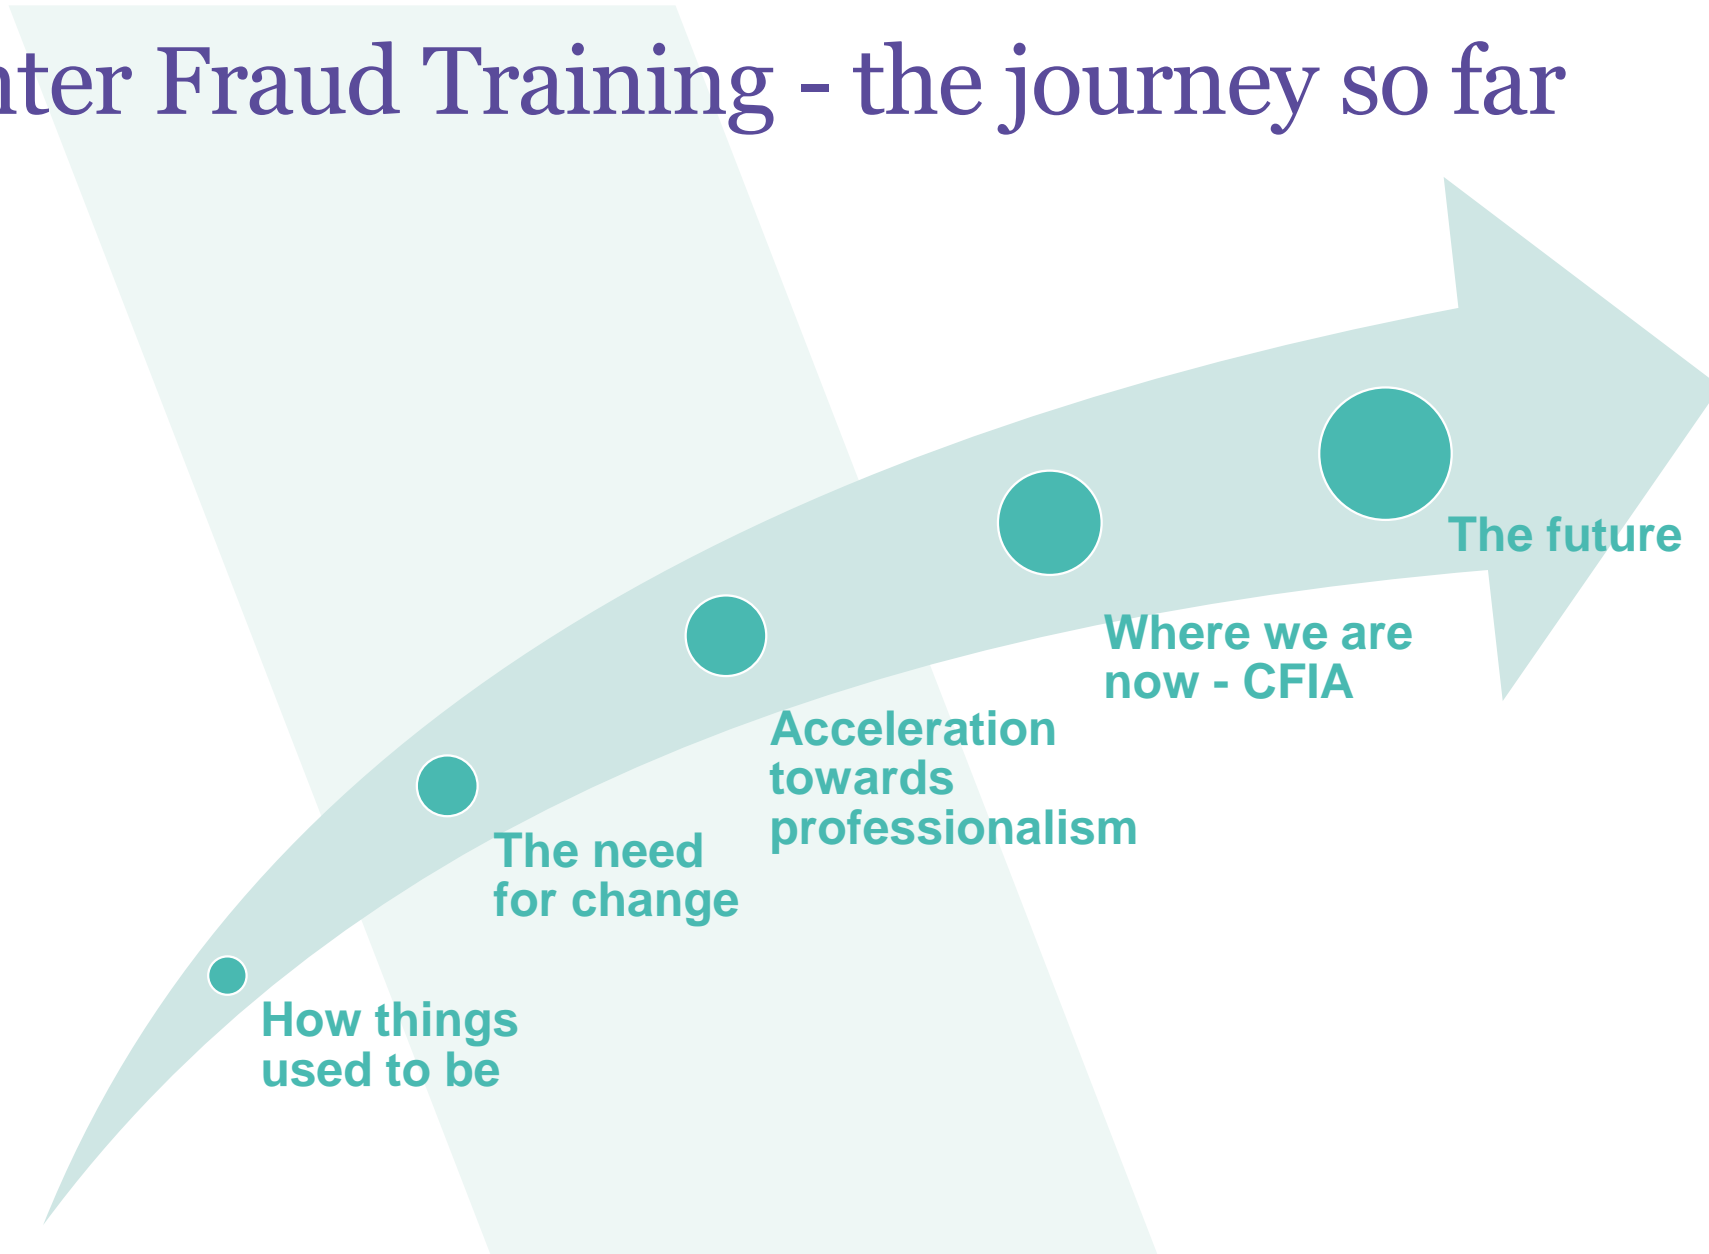 nter Fraud Training - the journey so far
The future
Where we are
now - CFIA
Acceleration
towards
professionalism
The need
for change
How things
used to be